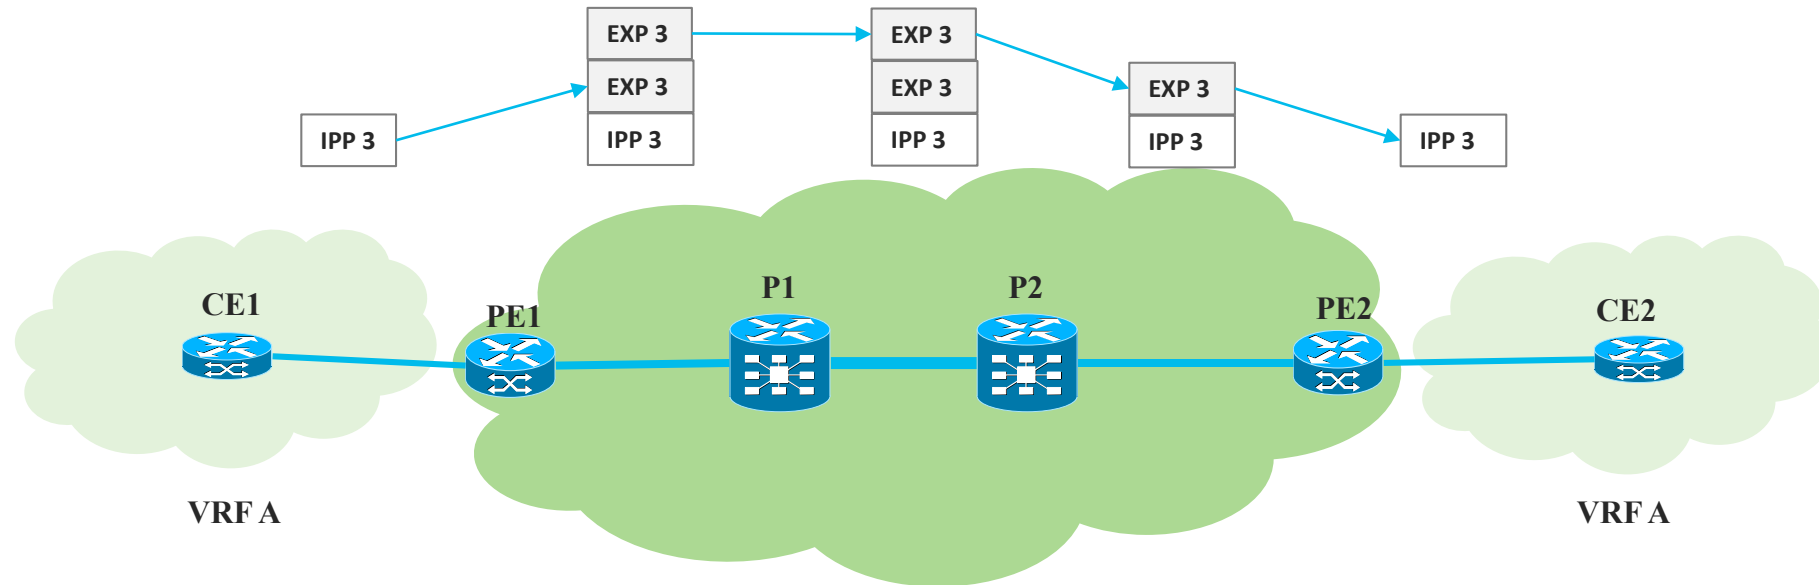 EXP 3
EXP 3
EXP 3
EXP 3
EXP 3
IPP 3
IPP 3
IPP 3
IPP 3
IPP 3
CE1
PE1
P1
P2
PE2
CE2
VRF A
VRF A